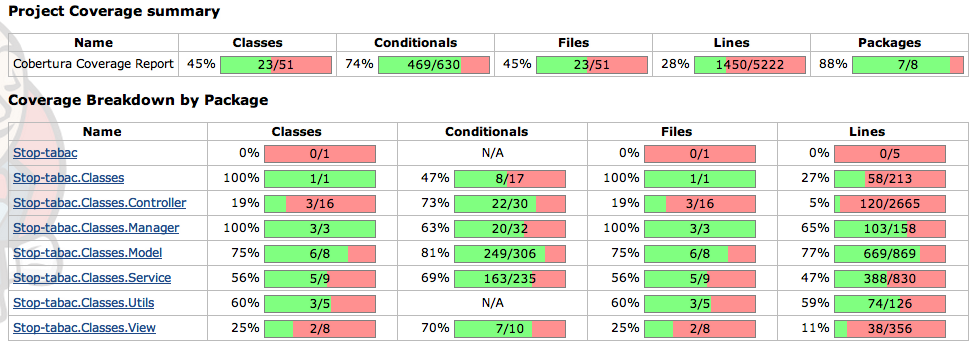 Project Coverage summary
Name Classes Conditionals Files Lines Packages
Cobertura Coverage Report 45% 23/51 74% 469/630 45% 23/51 28% 1450/5222 88% 7/8
Coverage Breakdown by Package
Name Classes Conditionals Files Lines
Stop-tabac 0% 0/1 N/A 0% 0/1 0% 0/5
Stop-tabac.Classes 100% 1/1 47% 8/17 100% 1/1 27% 58/213
Stop-tabac.Classes.Controller 19% 3/16 73% 22/30 19% 3/16 5% 120/2665
Stop-tabac.Classes.Manager 100% 3/3 63% 20/32 100% 3/3 65% 103/158
Stop-tabac.Classes.Model 75% 6/8 81% 249/306 75% 6/8 77% 669/869
Stop-tabac.Classes.Service 56% 5/9 69% 163/235 56% 5/9 47% 388/830
Stop-tabac.Classes.Utils 60% 3/5 N/A 60% 3/5 59% 74/126
Stop-tabac.Classes.View 25% 2/8 70% 7/10 25% 2/8 11% 38/356